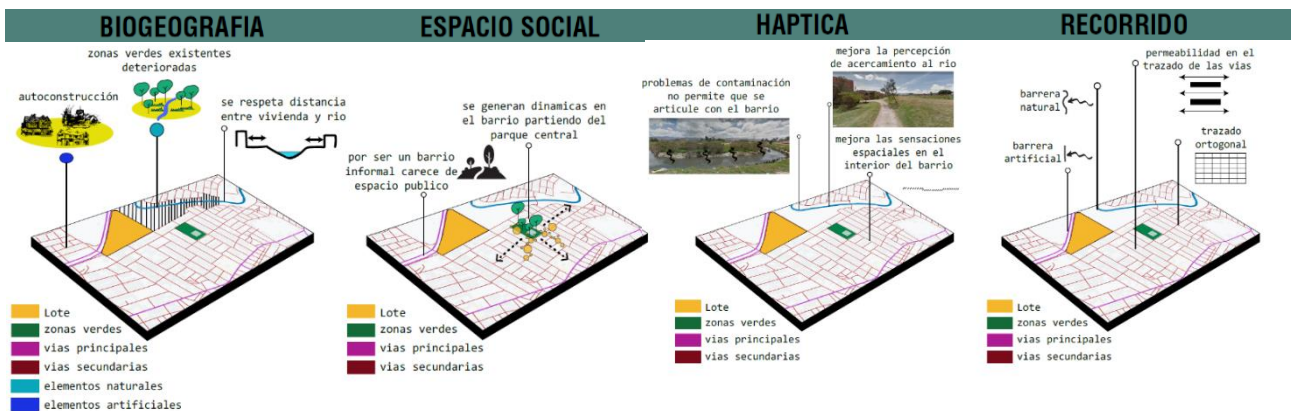 BIOGEOGRAFIA
zonas verdes existentes
deterioradas
autoconstrucción
se respeta distancia
entre vivienda y rio
Lote
zonas verdes
vias principales
vias secundarias
elementos naturales
elementos artificiales
ESPACIO SOCIAL
se generan dinamicas en
el barrio partiendo del
parque central
por ser un barrio
informal carece de
espacio publico
Lote
zonas verdes
vias principales
vias secundarias
HAPTICA
mejora la percepción
de acercamiento al rio
problemas de contaminación
no permite que se
articule con el barrio
mejora las sensaciones
espaciales en el
interior del barrio
Lote
zonas verdes
vias principales
vias secundarias
RECORRIDO
permeabilidad en el
trazado de las vías
barrera
natural
barrera
artificial
trazado
ortogonal
Lote
zonas verdes
vias principales
vias secundarias